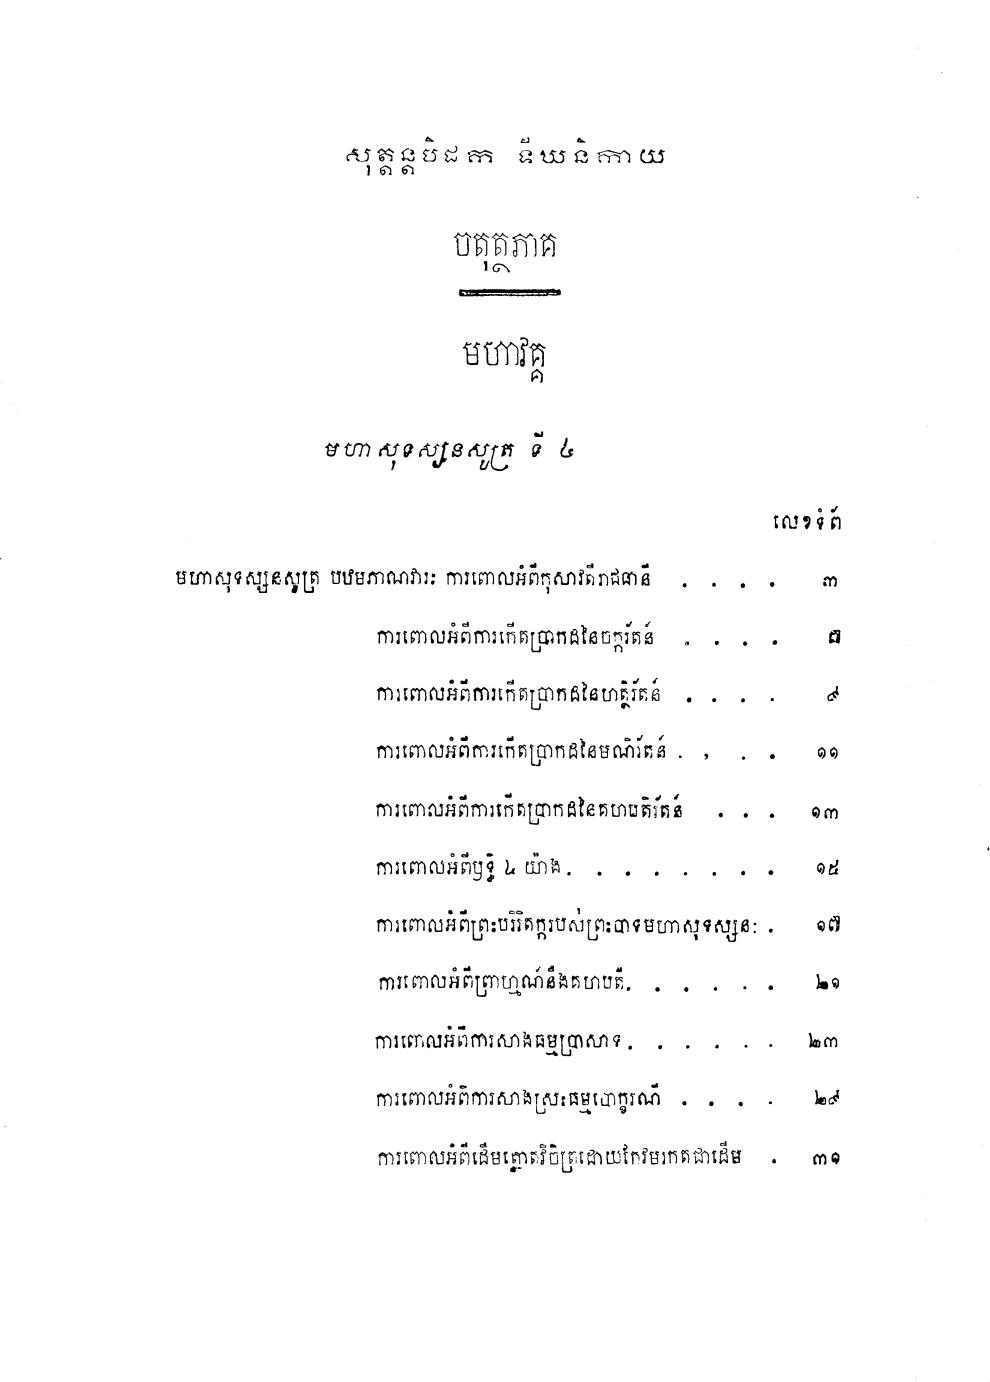 សុត្តន្តបិដក ទីឃនិកាយ
ចតុត្ថភាគ
មហាវគ្គ
មហាសុទស្សនសូត្រ ទី ៤
លេខទំព័រ
មហាសុទស្សនសូត្រ បឋមភាណវារៈ ការពោលអំពីកុសាវតីរាជធានី . . . . ៣
ការពោលអំពីការកើតប្រាកដនៃចក្ករ័តន៍ . . . . ៧
ការពោលអំពីការកើតប្រាកដនៃហត្ថិរ័តន៍ . . . . ៩
ការពោលអំពីការកើតប្រាកដនៃមណិរ័តន៍ . . . . ១១
ការពោលអំពីការកើតប្រាកដនៃគហបតិរ័តន៍ . . . ១៣
ការពោលអំពីឫទ្ធិ ៤ យ៉ាង . . . . . . . . ១៥
ការពោលអំពីព្រះបរិវិតក្ករបស់ព្រះបាទមហាសុទស្សនៈ . ១៧
ការពោលអំពីព្រាហ្មណ៍នឹងគហបតី . . . . . . ២១
ការពោលអំពីការសាងធម្មប្រាសាទ . . . . . . ២៣
ការពោលអំពីការសាងស្រះធម្មបោក្ខរណី . . . . ២៩
ការពោលអំពីដើមត្នោតវិចិត្រដោយកែវមរកតជាដើម . ៣១